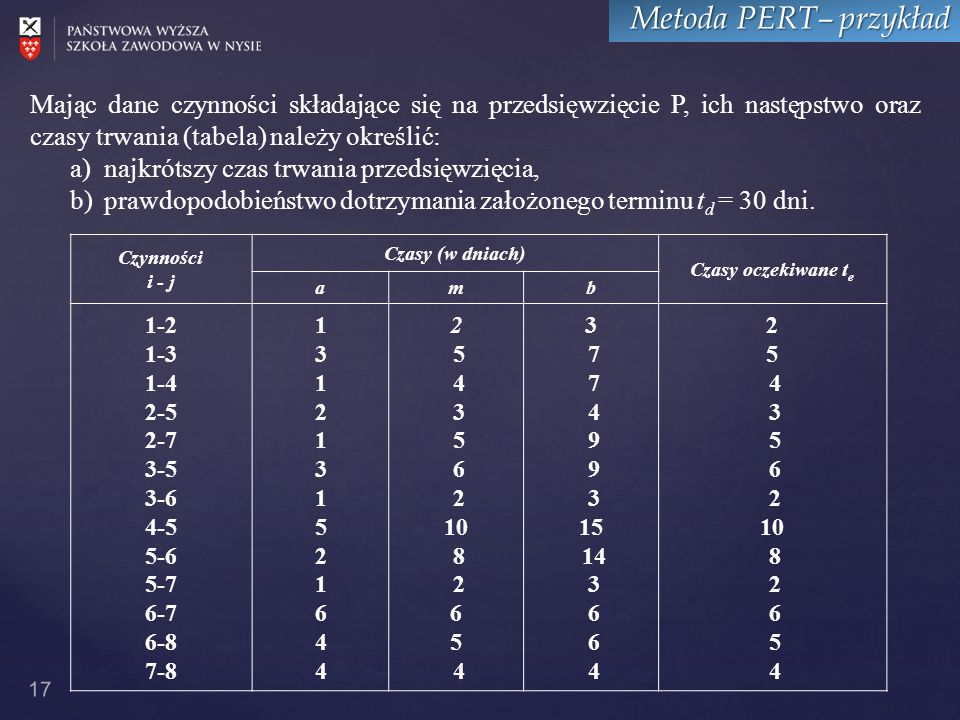 Metoda PERT– przykład
PAŃSTWOWA WYŻSZA
SZKOŁA ZAWODOWA W NYSIE
Mając dane czynności składające się na przedsięwzięcie P, ich następstwo oraz
czasy trwania (tabela) należy określić:
a) najkrótszy czas trwania przedsięwzięcia,
b) prawdopodobieństwo dotrzymania założonego terminu td = 30 dni.
Czynności i - j Czasy (w dniach) Czasy oczekiwane te
a m b
1-2 1 2 3 2
1-3 3 5 7 5
1-4 1 4 7 4
2-5 2 3 4 3
2-7 1 5 9 5
3-5 3 6 9 6
3-6 1 2 3 2
4-5 5 10 15 10
5-6 2 8 14 8
5-7 1 2 3 2
6-7 6 6 6 6
6-8 4 5 6 5
7-8 4 4 4 4
17